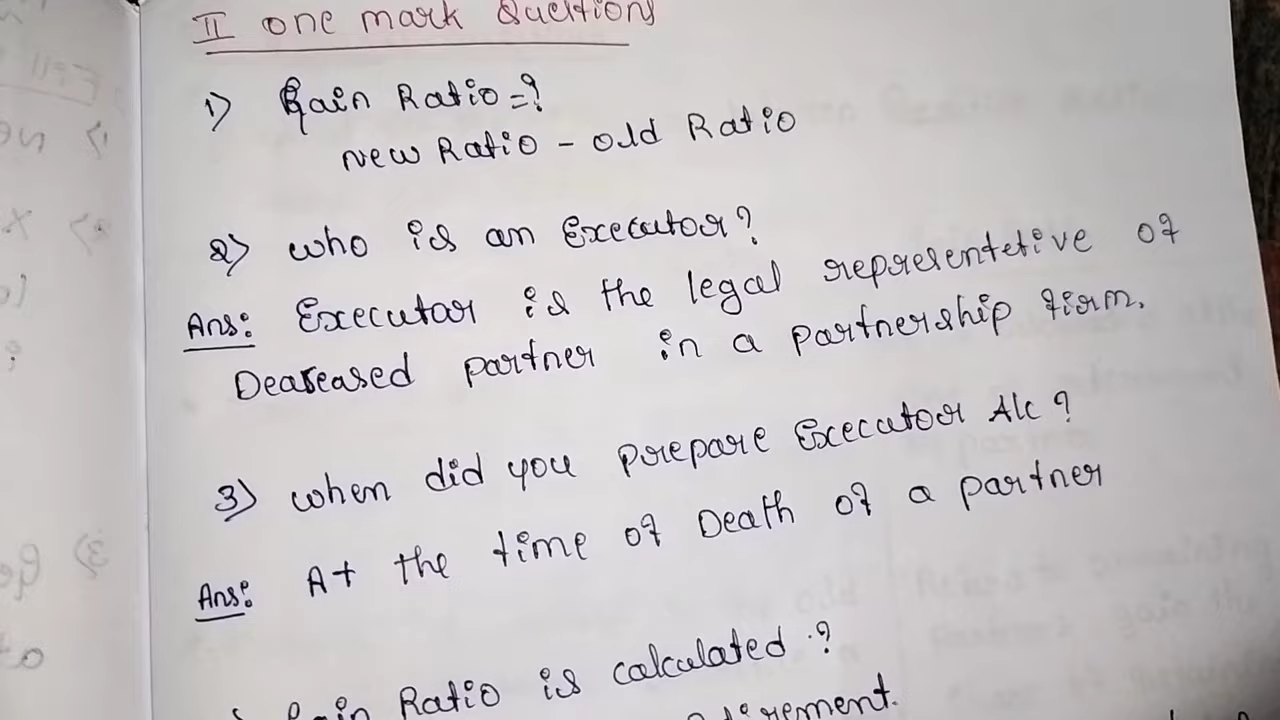 II one mark Questions
1) Gain Ratio=?
New Ratio - old Ratio
2) who is an Executor?
Ans: Executor is the legal representetive of
Deaseased partner in a partnership firm.
3) when did you prepare Executor A/c ?
Ans: At the time of Death of a partner
Gain Ratio is calculated ?